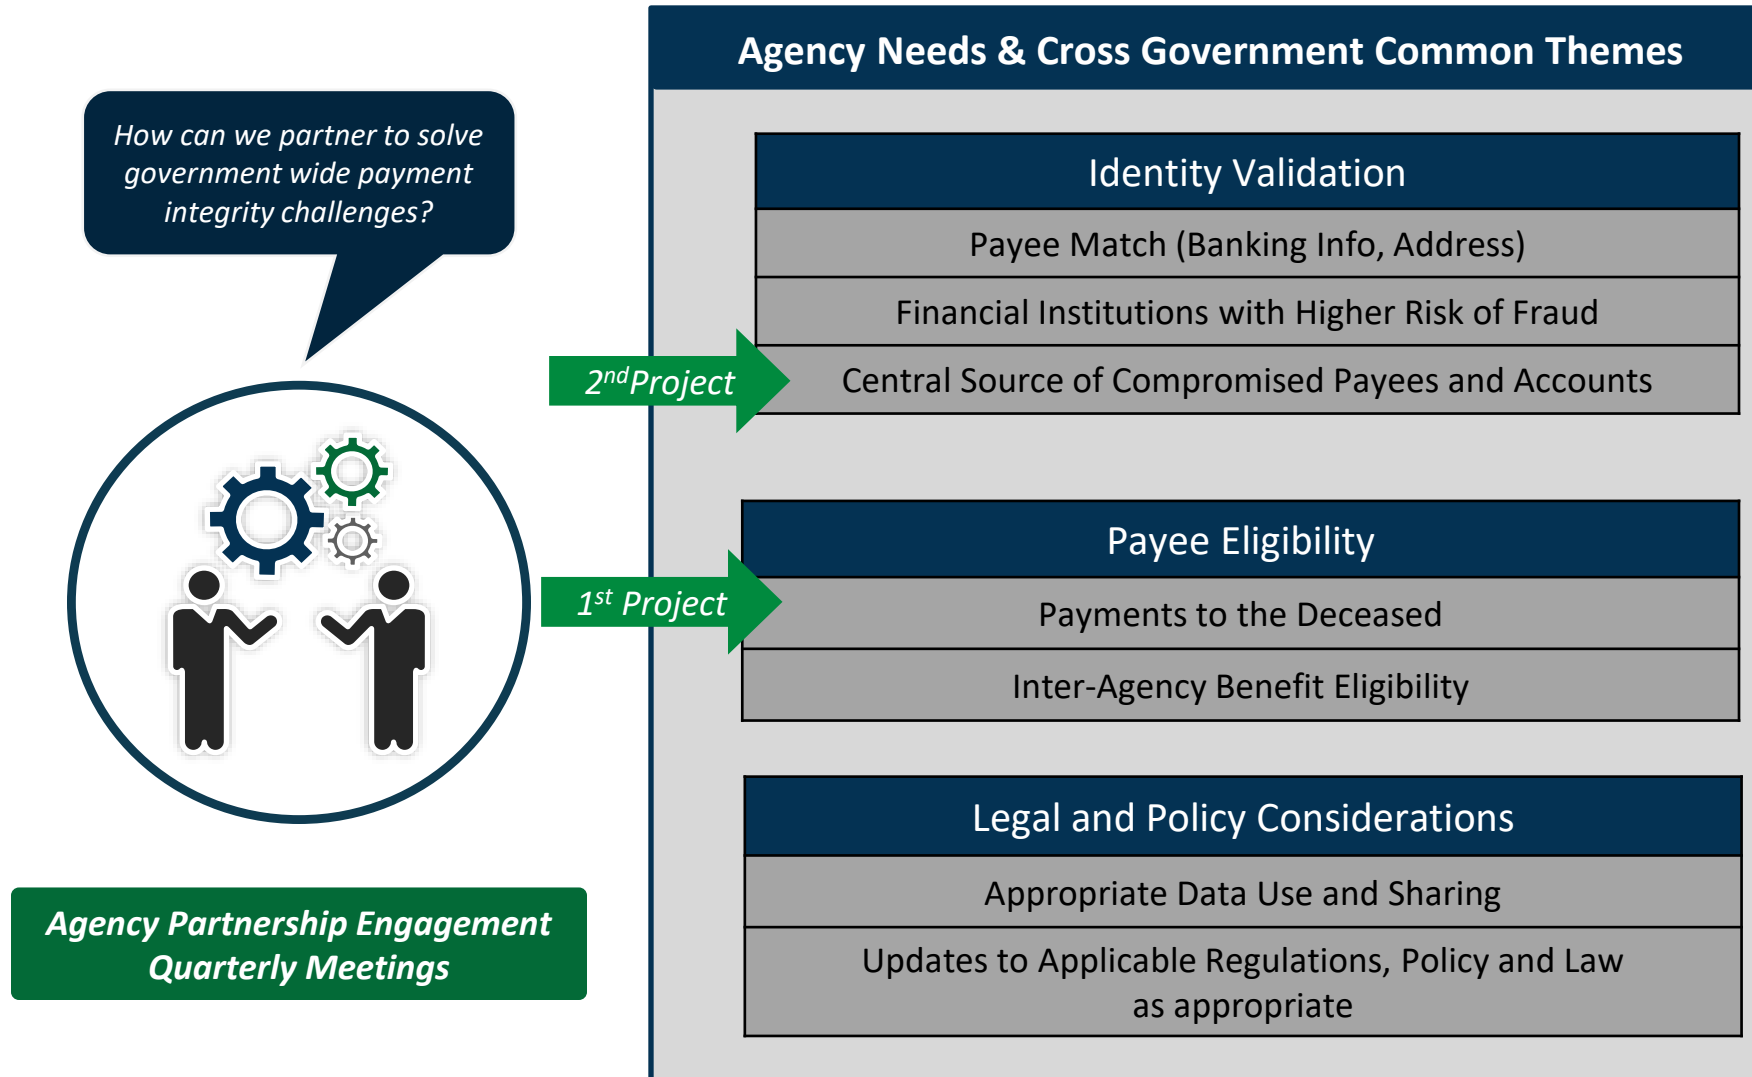 Agency Needs & Cross Government Common Themes
How can we partner to solve
government wide payment
integrity challenges?
Identity Validation
Payee Match (Banking Info, Address)
Financial Institutions with Higher Risk of Fraud
2nd Project
Central Source of Compromised Payees and Accounts
Payee Eligibility
1st Project
Payments to the Deceased
Inter-Agency Benefit Eligibility
Legal and Policy Considerations
Appropriate Data Use and Sharing
Updates to Applicable Regulations, Policy and Law
as appropriate
Agency Partnership Engagement
Quarterly Meetings